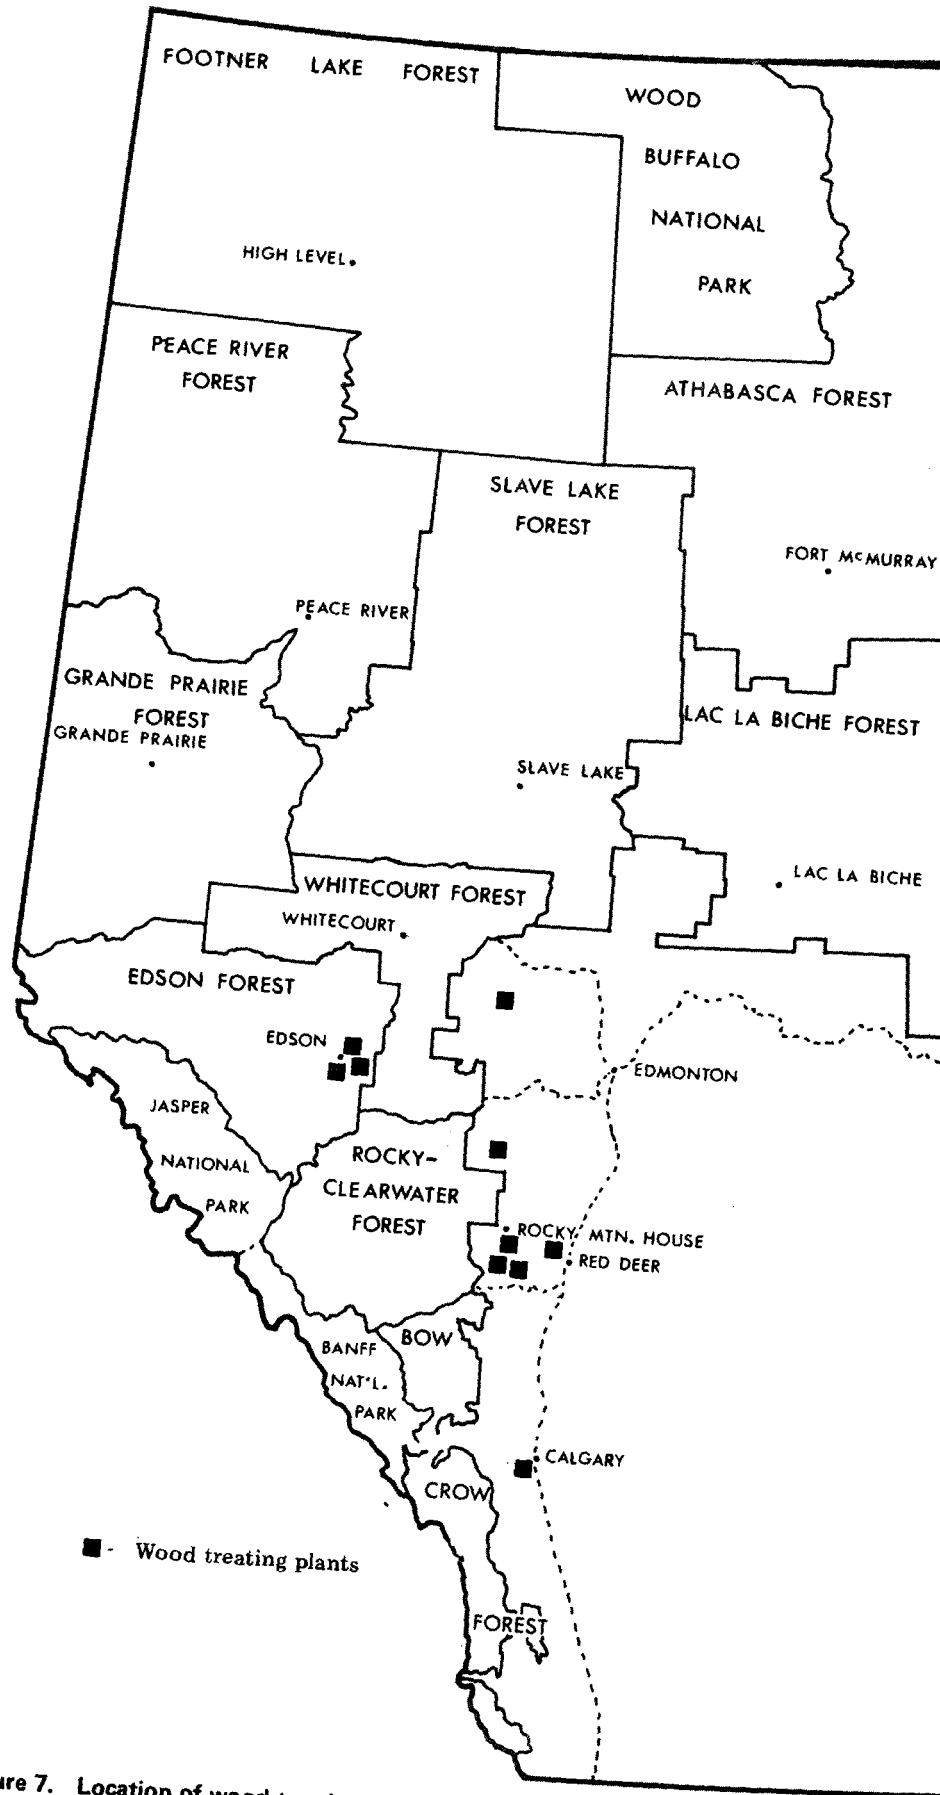 FOOTNER LAKE FOREST
WOOD
BUFFALO
NATIONAL
PARK
HIGH LEVEL
PEACE RIVER
FOREST
ATHABASCA FOREST
SLAVE LAKE
FOREST
FORT McMURRAY
PEACE RIVER
GRANDE PRAIRIE
FOREST
GRANDE PRAIRIE
LAC LA BICHE FOREST
SLAVE LAKE
LAC LA BICHE
WHITECOURT FOREST
WHITECOURT
EDSON FOREST
EDSON
EDMONTON
JASPER
NATIONAL
PARK
ROCKY-
CLEARWATER
FOREST
ROCKY MTN. HOUSE
RED DEER
BOW
BANFF
NAT'L.
PARK
CALGARY
CROW
FOREST
- Wood treating plants
7. Location of wood